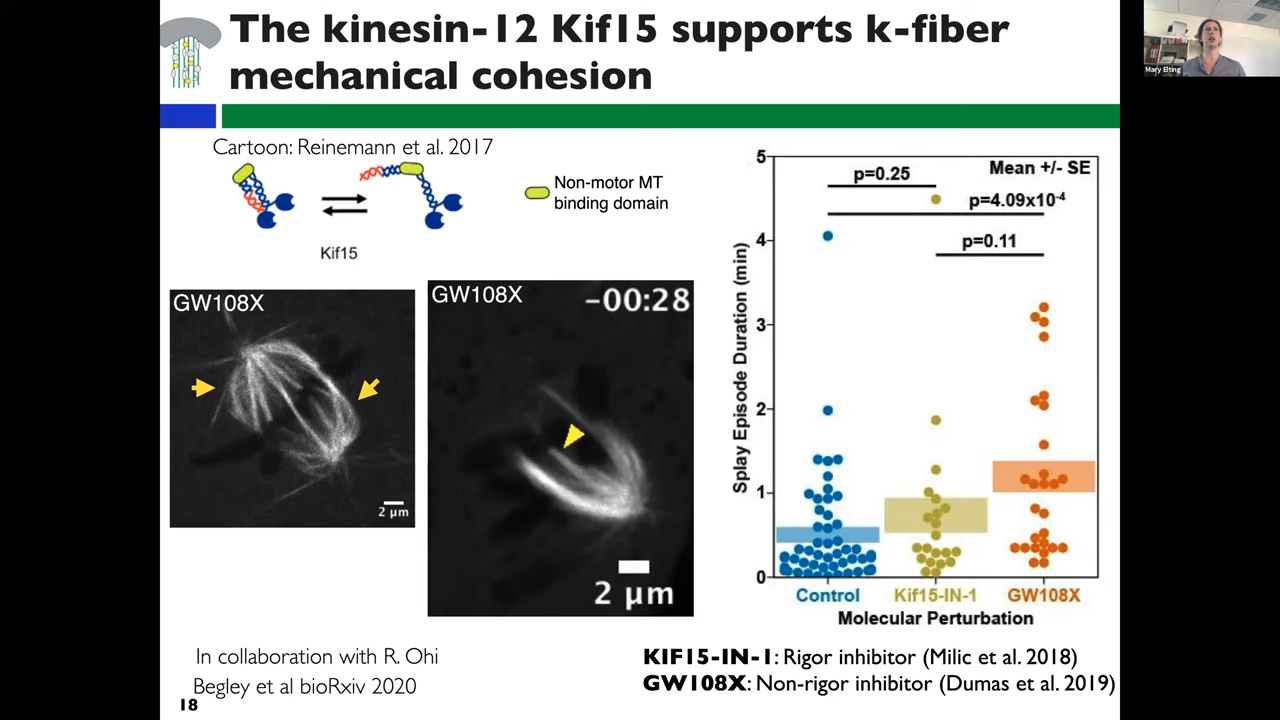 The kinesin-12 Kif15 supports k-fiber
mechanical cohesion
Mary Elting
Cartoon: Reinemann et al. 2017
Non-motor MT
binding domain
Kif15
GW108X
2 μm
GW108X
-00:28
2 μm
Mean +/- SE
p=0.25
p=4.09x10-4
p=0.11
Splay Episode Duration (min)
5
4
3
2
1
0
Control
Kif15-IN-1
GW108X
Molecular Perturbation
In collaboration with R. Ohi
Begley et al bioRxiv 2020
KIF15-IN-1: Rigor inhibitor (Milic et al. 2018)
GW108X: Non-rigor inhibitor (Dumas et al. 2019)
18